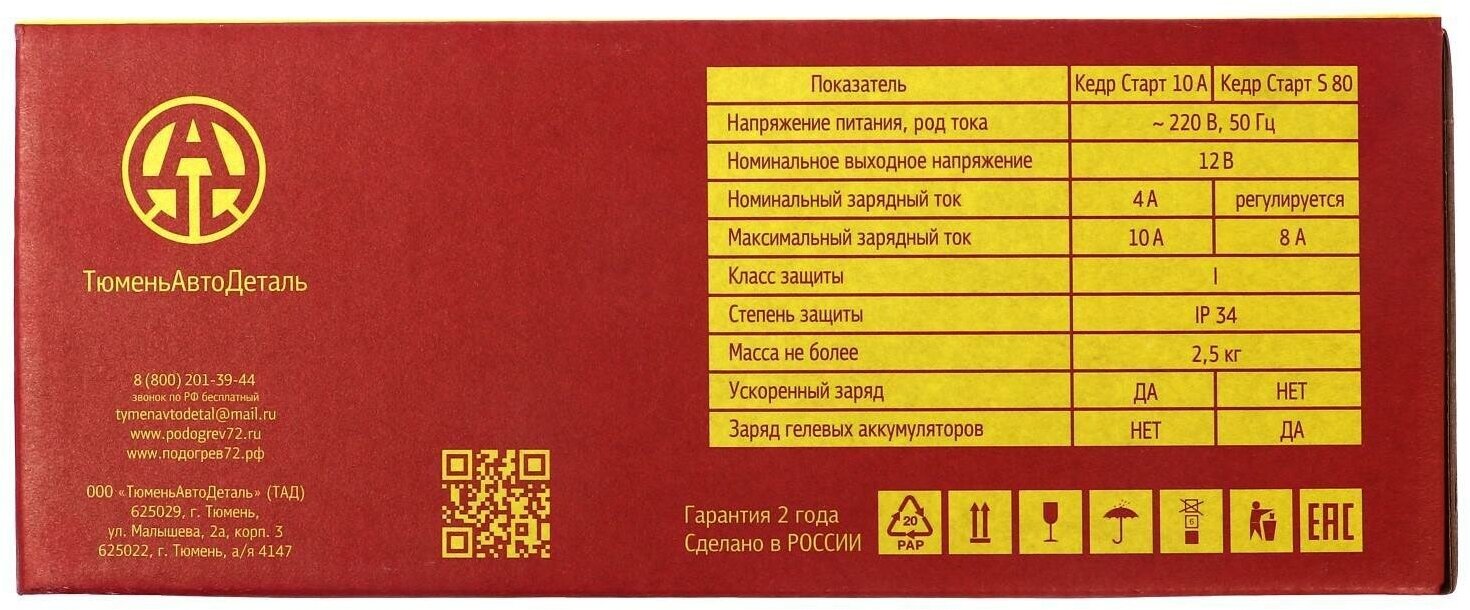 ТюменьАвтоДеталь
8 (800) 201-39-44
звонок по РФ бесплатный
tymenavtodetal@mail.ru
www.podogrev72.ru
www.подогрев72.рф
ООО «ТюменьАвтоДеталь» (ТАД)
625029, г. Тюмень,
ул. Малышева, 2а, корп. 3
625022, г. Тюмень, а/я 4147
Показатель Кедр Старт 10 А Кедр Старт S 80
Напряжение питания, род тока ~ 220 В, 50 Гц
Номинальное выходное напряжение 12 В
Номинальный зарядный ток 4 А регулируется
Максимальный зарядный ток 10 А 8 А
Класс защиты I
Степень защиты IP 34
Масса не более 2,5 кг
Ускоренный заряд ДА НЕТ
Заряд гелевых аккумуляторов НЕТ ДА
Гарантия 2 года
Сделано в РОССИИ
20
PAP
6
EAC